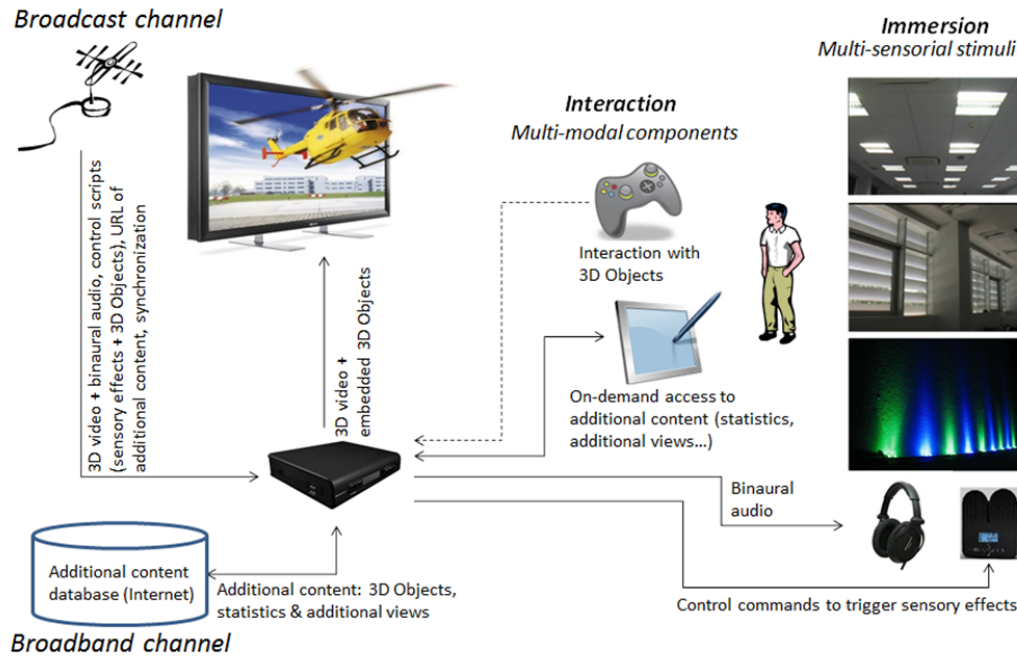 Broadcast channel
Immersion
Multi-sensorial stimuli
Interaction
Multi-modal components
3D video + binaural audio, control scripts
(sensory effects + 3D Objects), URL of
additional content, synchronization
Interaction with
3D Objects
3D video +
embedded 3D Objects
On-demand access to
additional content (statistics,
additional views…)
Binaural
audio
Additional content
database (Internet)
Additional content: 3D Objects,
statistics & additional views
Control commands to trigger sensory effects
Broadband channel